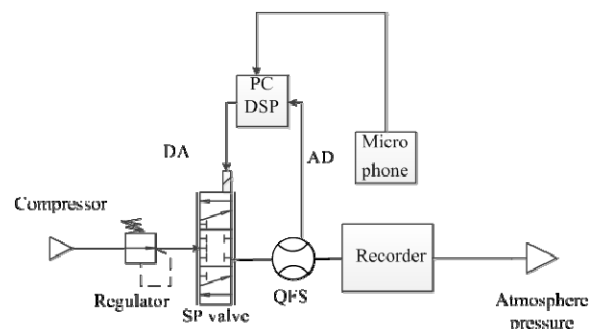 PC
DSP
DA
AD
Micro
phone
Compressor
Recorder
Regulator
SP valve
QFS
Atmosphere
pressure